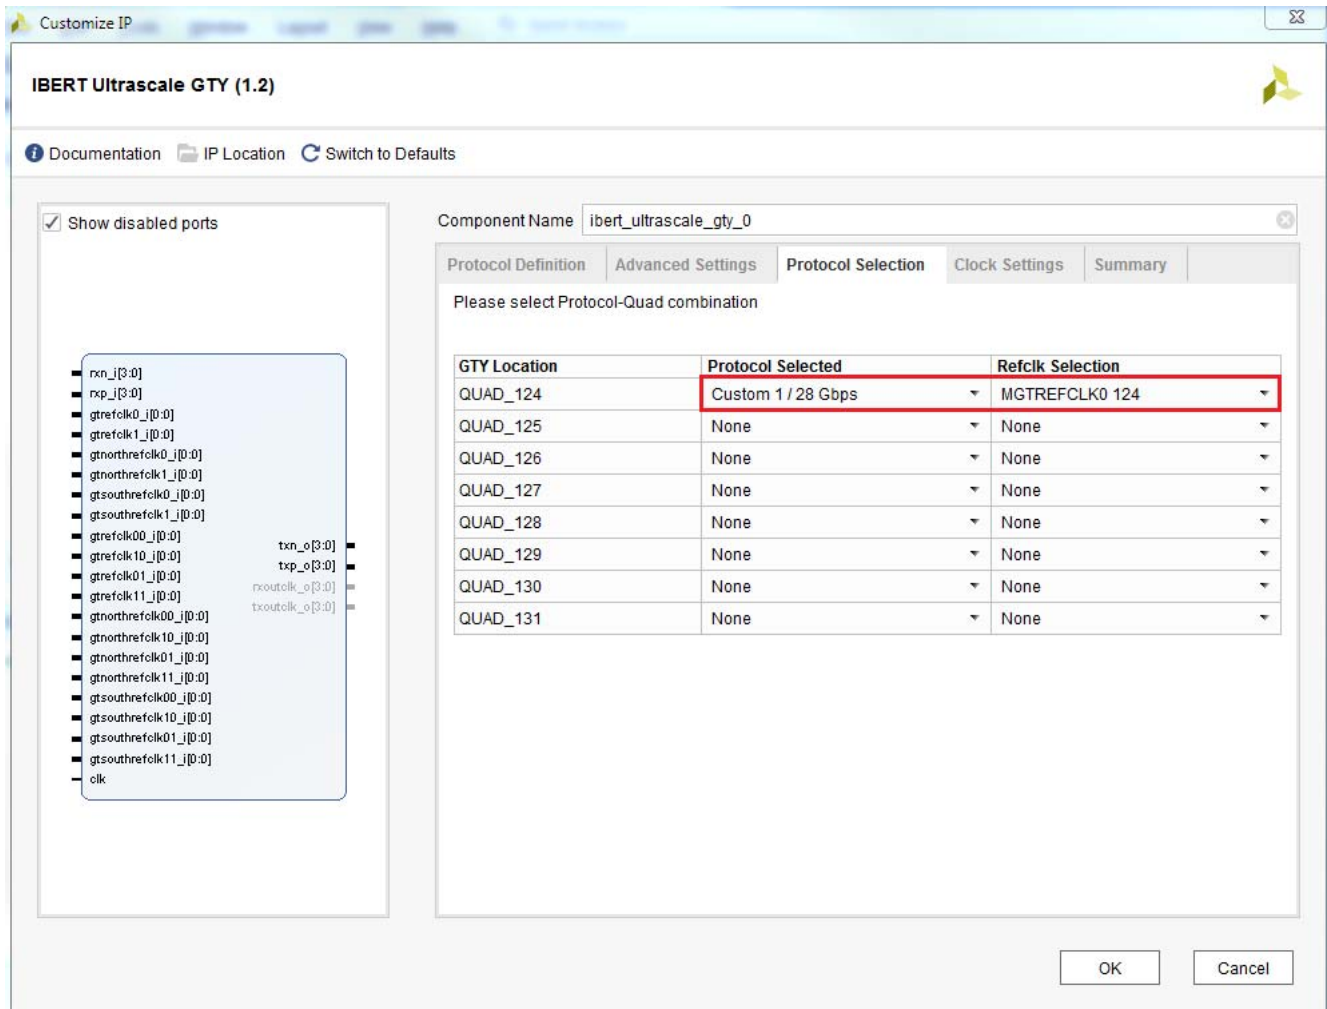 Customize IP
IBERT Ultrascale GTY (1.2)
Documentation IP Location Switch to Defaults
Show disabled ports
rxn_i[3:0]
rxp_i[3:0]
gtrefclk0_i[0:0]
gtrefclk1_i[0:0]
gtnorthrefclk0_i[0:0]
gtnorthrefclk1_i[0:0]
gtsouthrefclk0_i[0:0]
gtsouthrefclk1_i[0:0]
gtrefclk00_i[0:0]
gtrefclk10_i[0:0]
gtrefclk01_i[0:0]
gtrefclk11_i[0:0]
gtnorthrefclk00_i[0:0]
gtnorthrefclk10_i[0:0]
gtnorthrefclk01_i[0:0]
gtnorthrefclk11_i[0:0]
gtsouthrefclk00_i[0:0]
gtsouthrefclk10_i[0:0]
gtsouthrefclk01_i[0:0]
gtsouthrefclk11_i[0:0]
clk
txn_o[3:0]
txp_o[3:0]
rxoutclk_o[3:0]
txoutclk_o[3:0]
Component Name ibert_ultrascale_gty_0
Protocol Definition Advanced Settings Protocol Selection Clock Settings Summary
Please select Protocol-Quad combination
GTY Location Protocol Selected Refclk Selection
QUAD_124 Custom 1 / 28 Gbps MGTREFCLK0 124
QUAD_125 None None
QUAD_126 None None
QUAD_127 None None
QUAD_128 None None
QUAD_129 None None
QUAD_130 None None
QUAD_131 None None
OK Cancel